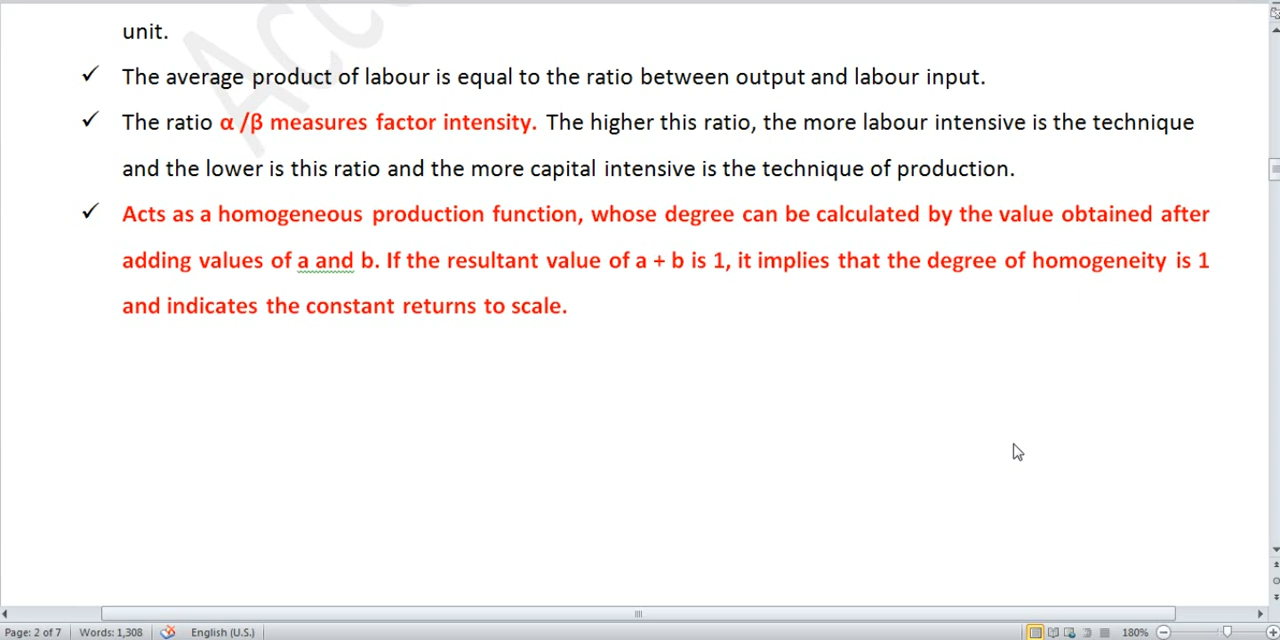 unit.
✓ The average product of labour is equal to the ratio between output and labour input.
✓ The ratio α /β measures factor intensity. The higher this ratio, the more labour intensive is the technique
and the lower is this ratio and the more capital intensive is the technique of production.
✓ Acts as a homogeneous production function, whose degree can be calculated by the value obtained after
adding values of a and b. If the resultant value of a + b is 1, it implies that the degree of homogeneity is 1
and indicates the constant returns to scale.
Page: 2 of 7 Words: 1,308 English (U.S.) 180%